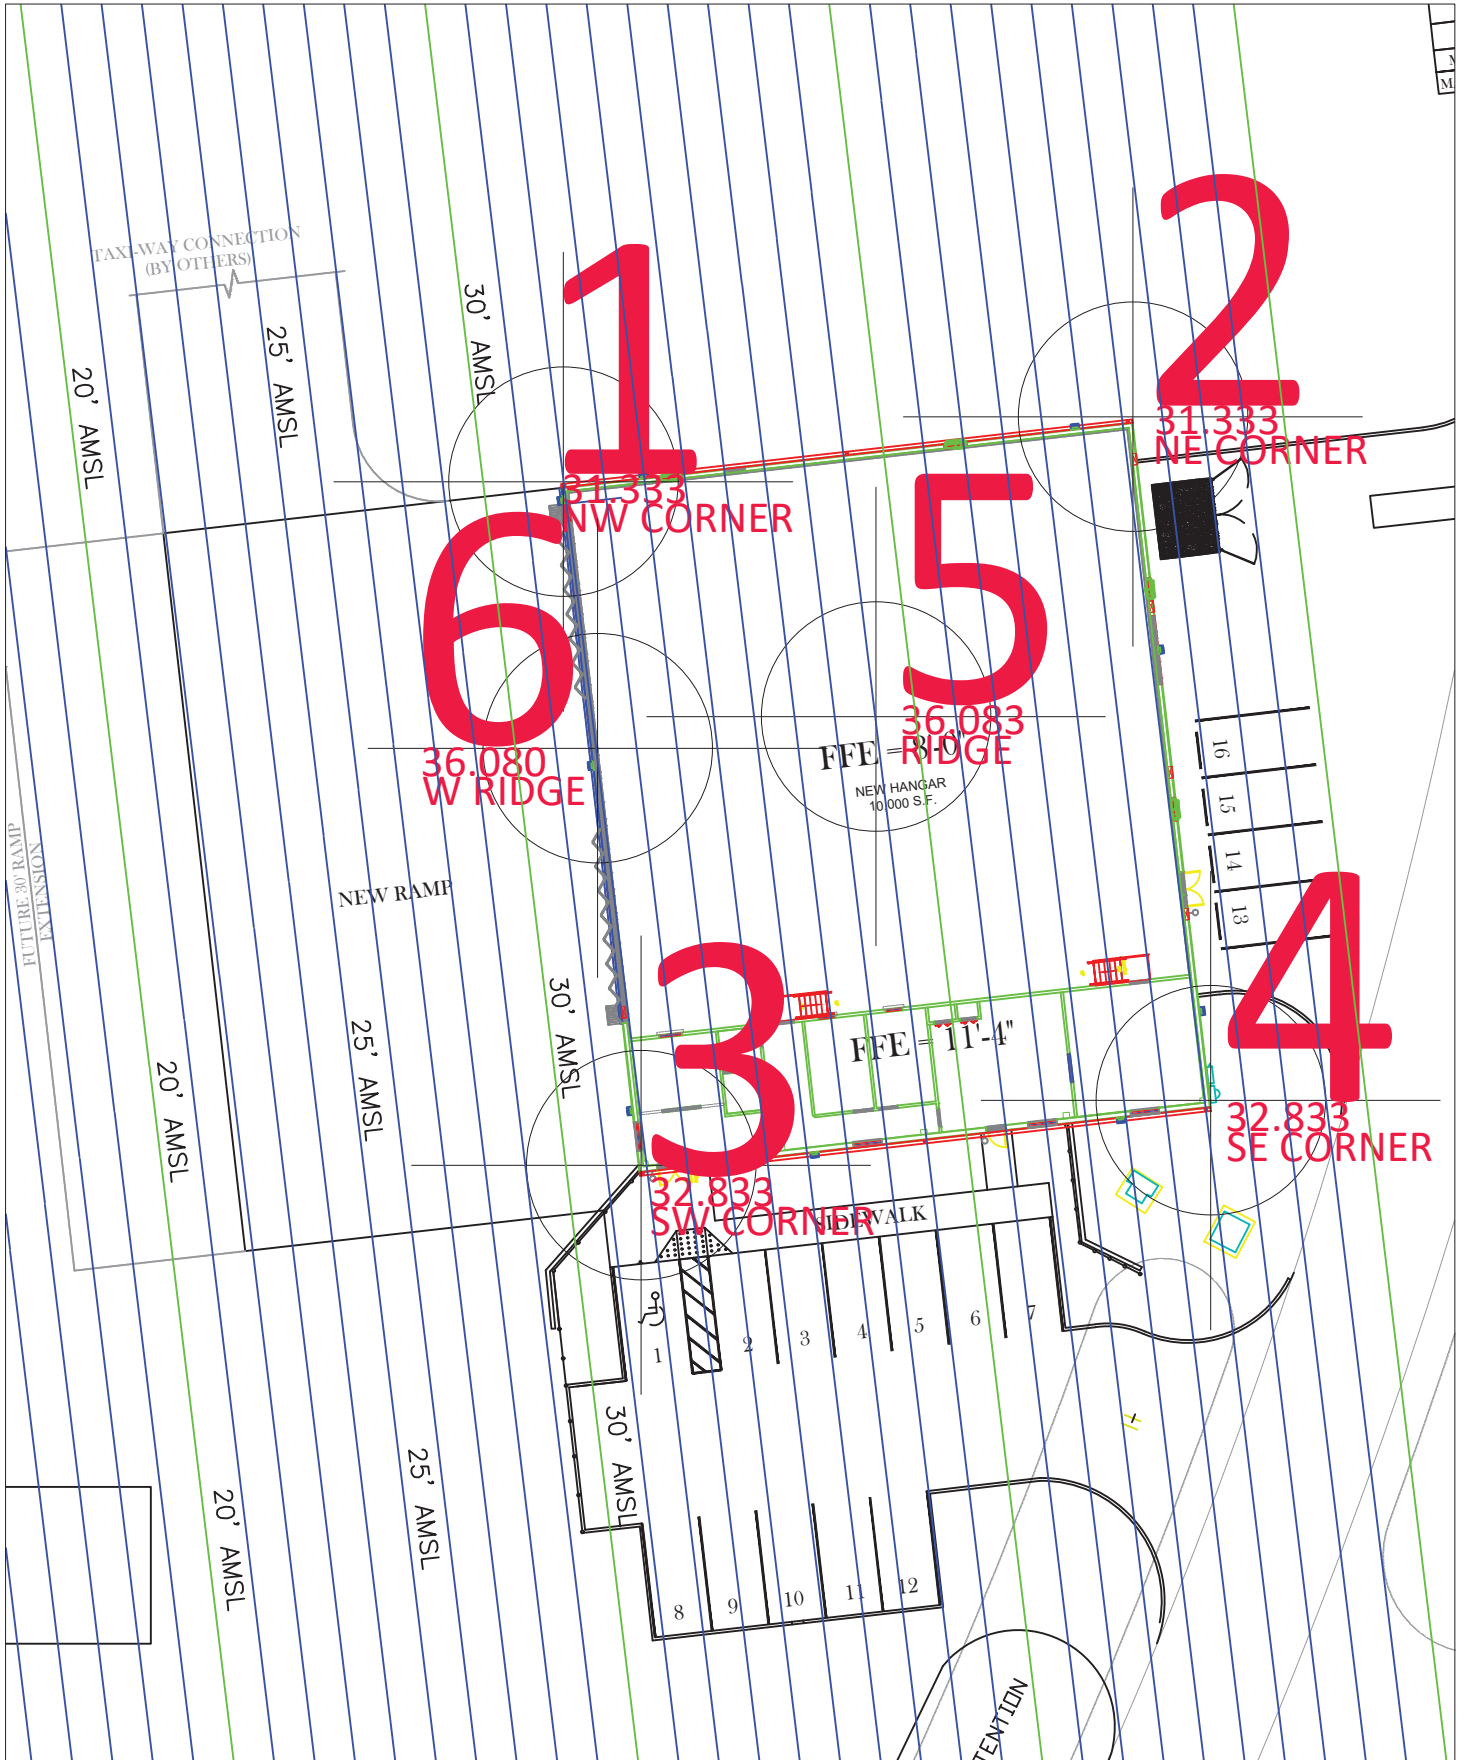 M
M
TAXI-WAY CONNECTION
(BY OTHERS)
20' AMSL
25' AMSL
30' AMSL
1
31.333
NW CORNER
2
31.333
NE CORNER
6
36.080
W RIDGE
5
36.083
RIDGE
FFE = 8'-0"
NEW HANGAR
10,000 S.F.
16
15
14
13
FUTURE 30' RAMP
EXTENSION
NEW RAMP
20' AMSL
25' AMSL
30' AMSL
3
32.833
SW CORNER
FFE = 11'-4"
4
32.833
SE CORNER
SIDEWALK
1
2
3
4
5
6
7
20' AMSL
25' AMSL
30' AMSL
8
9
10
11
12
TENTION